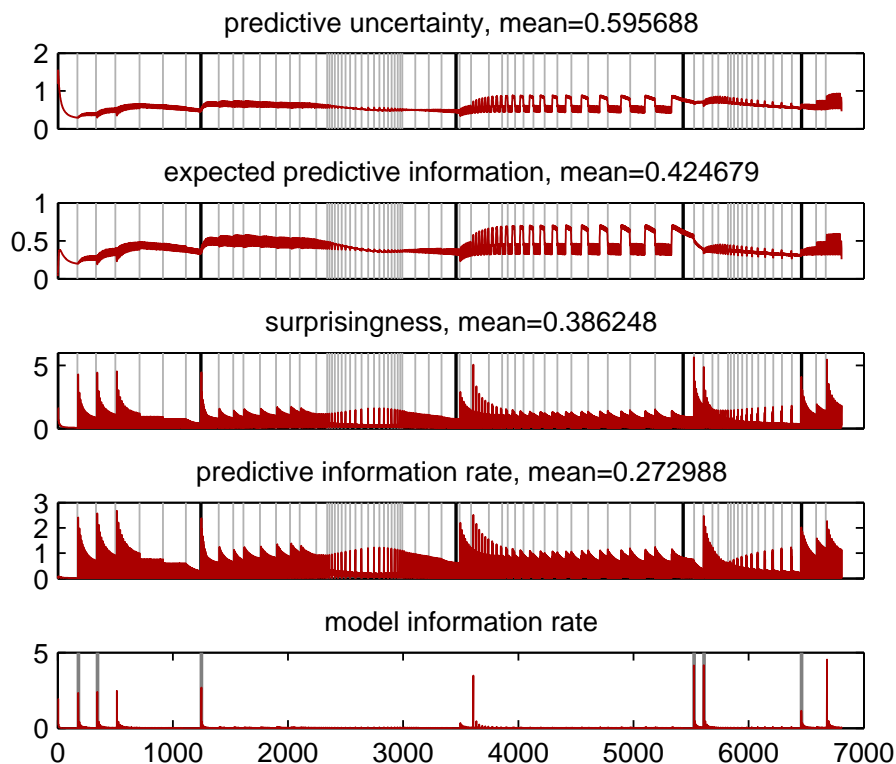 predictive uncertainty, mean=0.595688
2
1
0
expected predictive information, mean=0.424679
1
0.5
0
surprisingness, mean=0.386248
5
0
predictive information rate, mean=0.272988
3
2
1
0
model information rate
5
0
0 1000 2000 3000 4000 5000 6000 7000